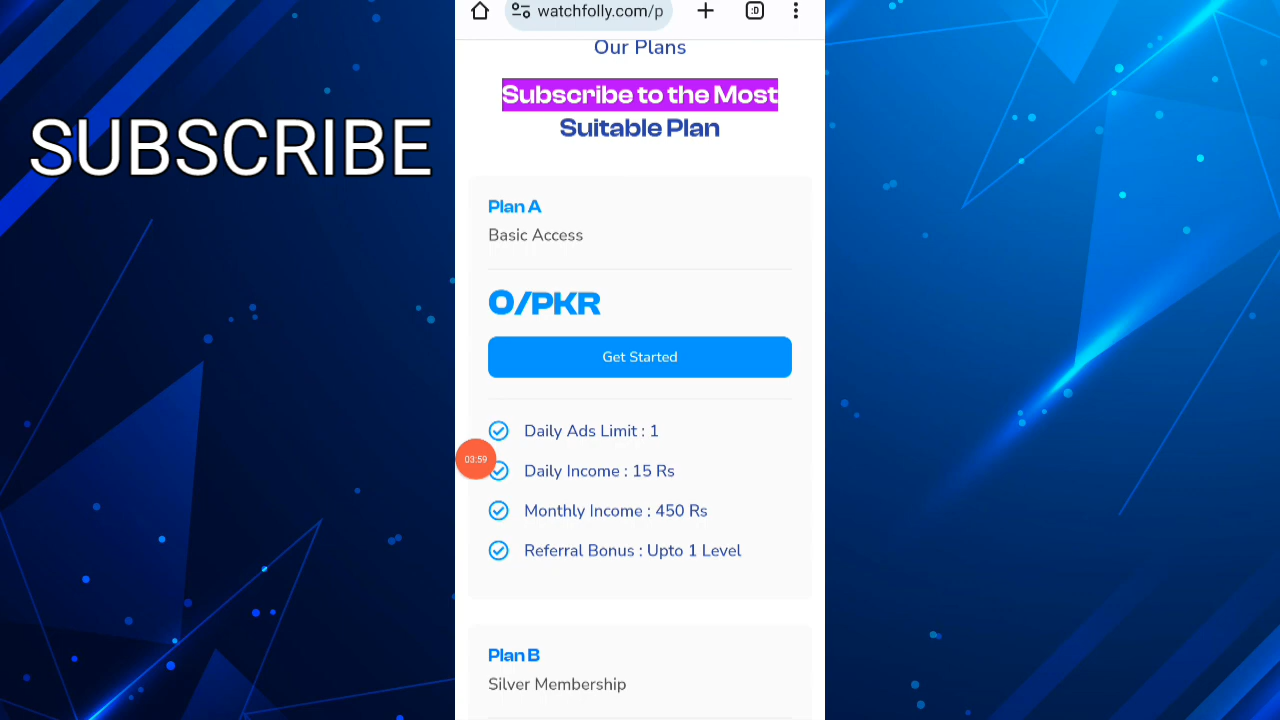 watchfolly.com/p
:D
Our Plans
Subscribe to the Most
Suitable Plan
SUBSCRIBE
Plan A
Basic Access
0/PKR
Get Started
Daily Ads Limit : 1
03:59
Daily Income : 15 Rs
Monthly Income : 450 Rs
Referral Bonus : Upto 1 Level
Plan B
Silver Membership